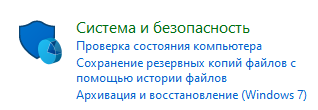 Система и безопасность
Проверка состояния компьютера
Сохранение резервных копий файлов с
помощью истории файлов
Архивация и восстановление (Windows 7)